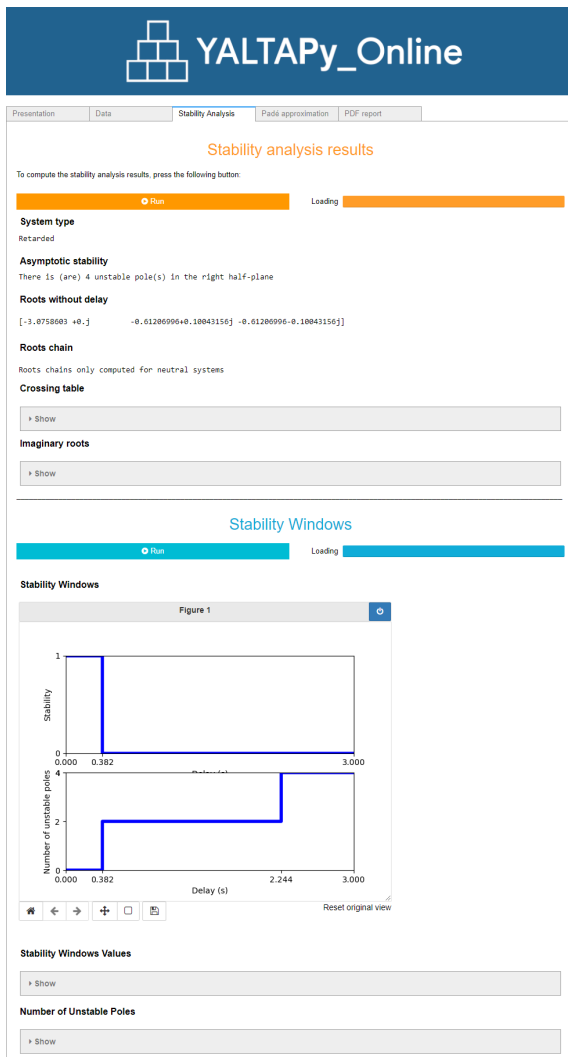 YALTAPy_Online
Presentation Data Stability Analysis Padé approximation PDF report
Stability analysis results
To compute the stability analysis results, press the following button:
Run Loading
System type
Retarded
Asymptotic stability
There is (are) 4 unstable pole(s) in the right half-plane
Roots without delay
[-3.0758603 +0.j -0.61206996+0.10043156j -0.61206996-0.10043156j]
Roots chain
Roots chains only computed for neutral systems
Crossing table
Show
Imaginary roots
Show
Stability Windows
Run Loading
Stability Windows
Figure 1
1
Stability
0
0.000 0.382 3.000
4
Number of unstable poles
2
0
0.000 0.382 2.244 3.000
Delay (s)
Reset original view
Stability Windows Values
Show
Number of Unstable Poles
Show